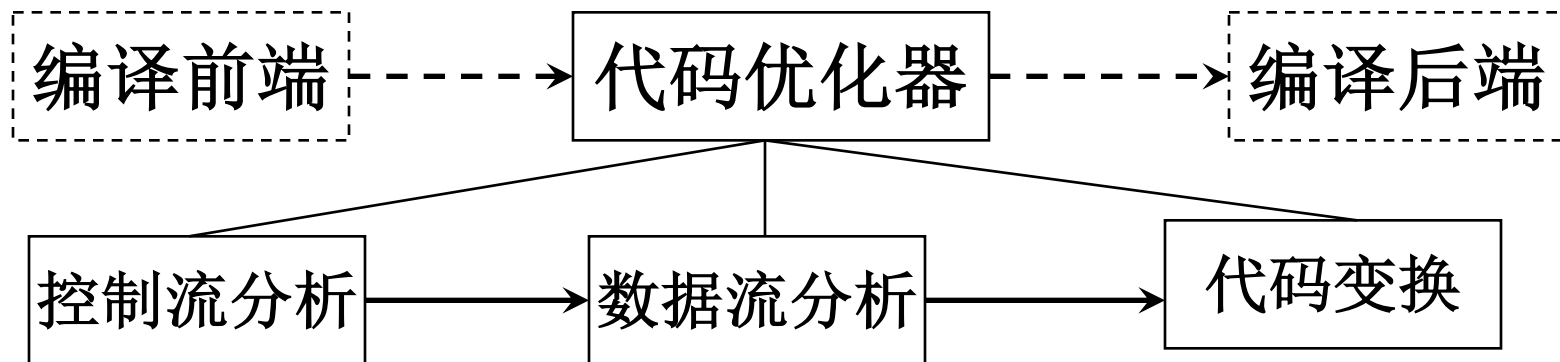 编译前端
代码优化器
编译后端
控制流分析
数据流分析
代码变换